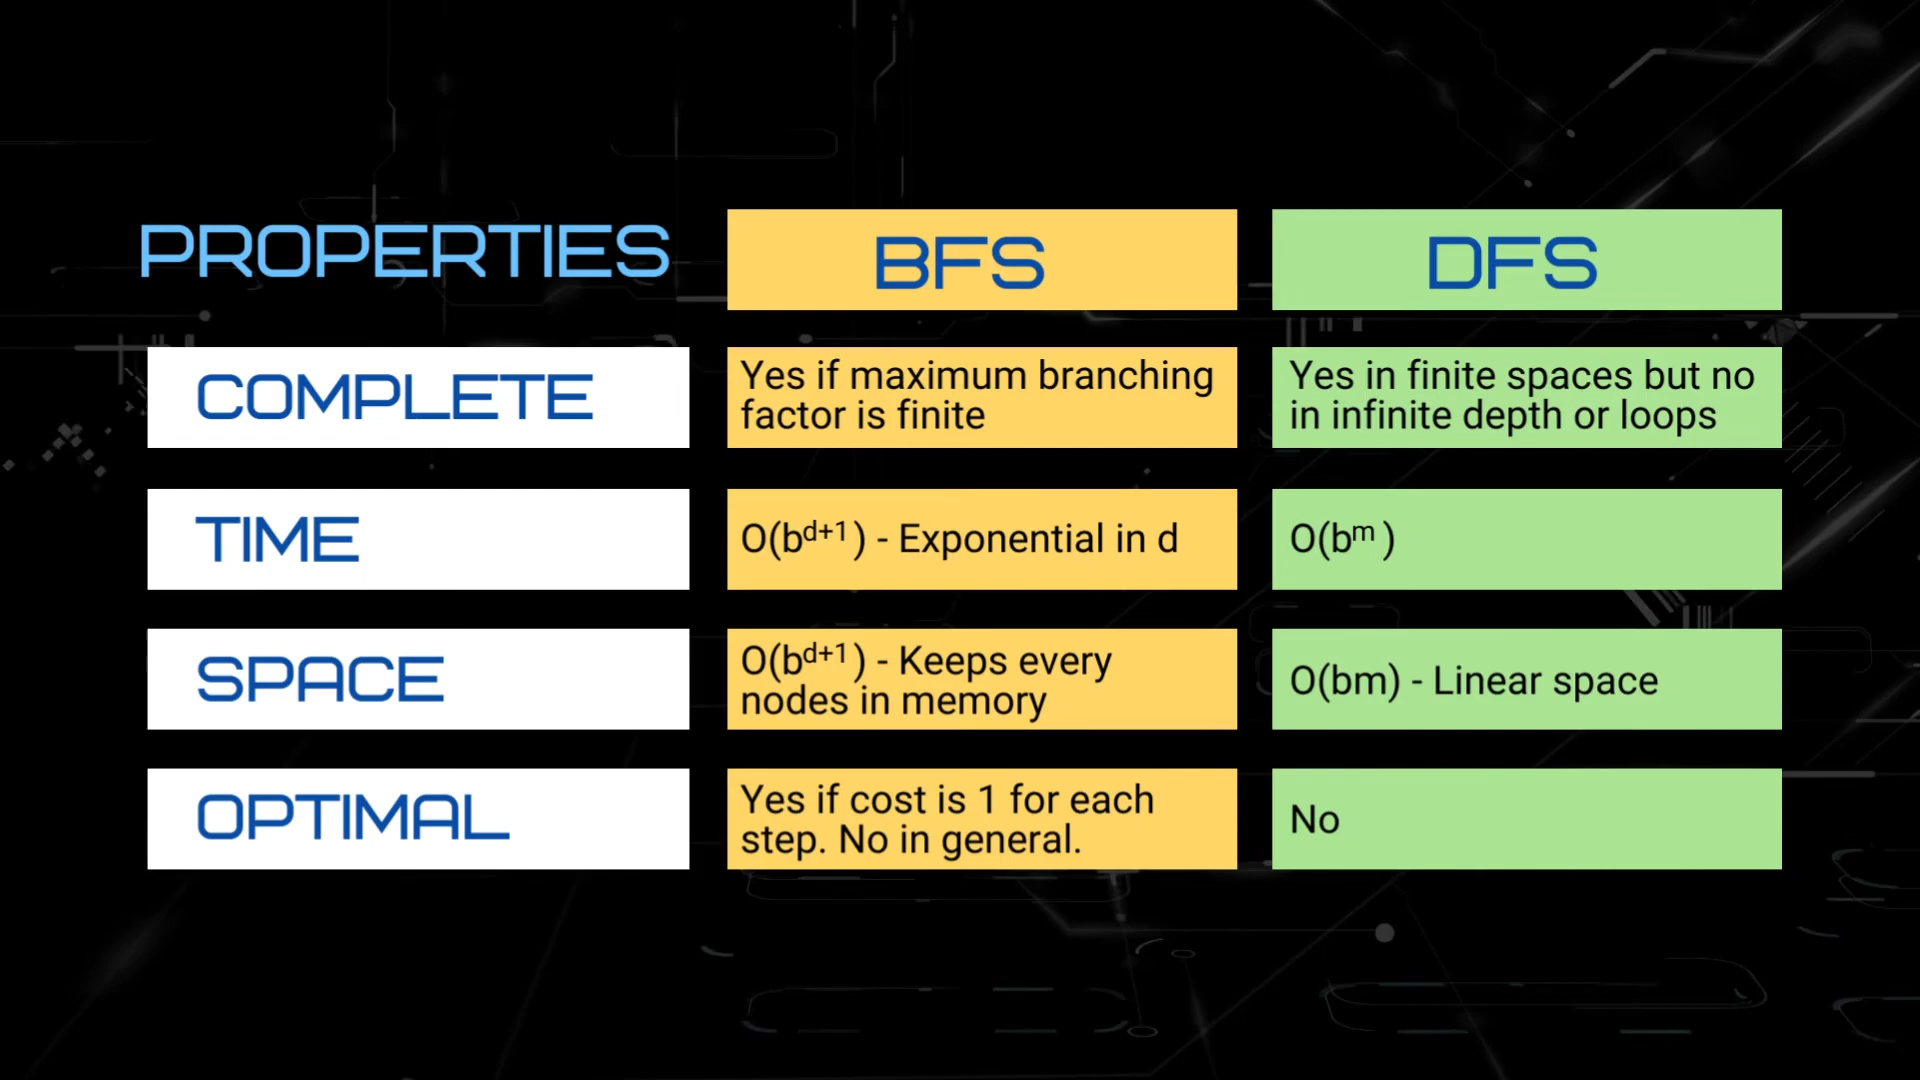 PROPERTIES
BFS
DFS
COMPLETE
Yes if maximum branching
factor is finite
Yes in finite spaces but no
in infinite depth or loops
TIME
O(bᵈ⁺¹) - Exponential in d
O(bᵐ )
SPACE
O(bᵈ⁺¹) - Keeps every
nodes in memory
O(bm) - Linear space
OPTIMAL
Yes if cost is 1 for each
step. No in general.
No